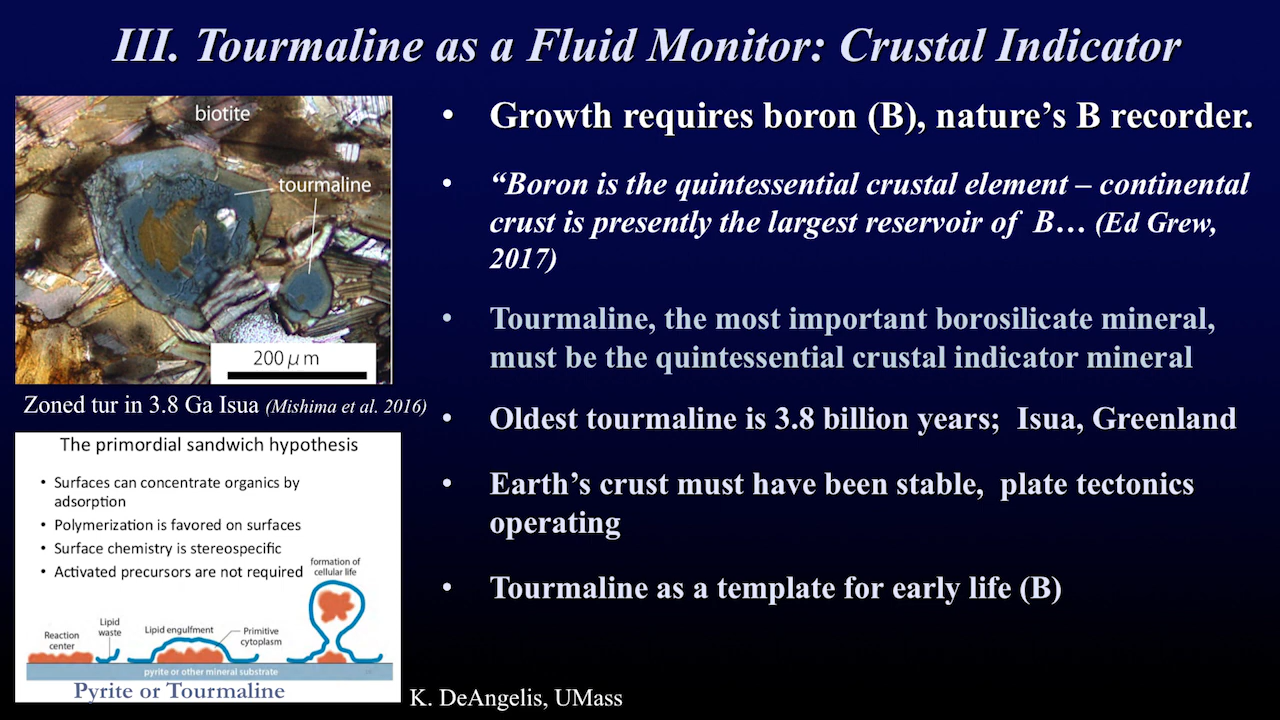 III. Tourmaline as a Fluid Monitor: Crustal Indicator
biotite
tourmaline
200 μm
Zoned tur in 3.8 Ga Isua (Mishima et al. 2016)
The primordial sandwich hypothesis
• Surfaces can concentrate organics by
adsorption
• Polymerization is favored on surfaces
• Surface chemistry is stereospecific
• Activated precursors are not required
formation of
cellular life
Reaction
center
Lipid
waste
Lipid engulfment
Primitive
cytoplasm
pyrite or other mineral substrate
Pyrite or Tourmaline
K. DeAngelis, UMass
• Growth requires boron (B), nature’s B recorder.
• “Boron is the quintessential crustal element – continental
crust is presently the largest reservoir of B… (Ed Grew,
2017)
• Tourmaline, the most important borosilicate mineral,
must be the quintessential crustal indicator mineral
• Oldest tourmaline is 3.8 billion years; Isua, Greenland
• Earth’s crust must have been stable, plate tectonics
operating
• Tourmaline as a template for early life (B)